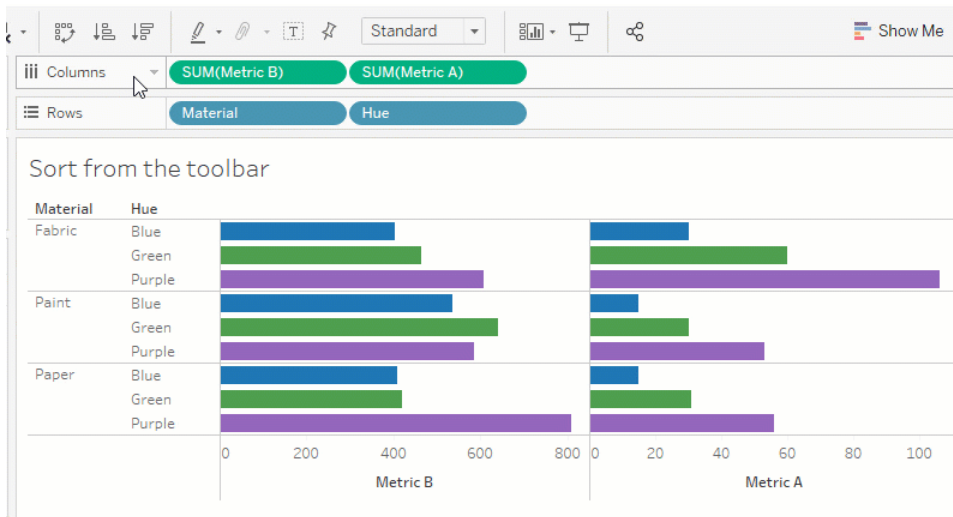 Standard
Show Me
Columns SUM(Metric B) SUM(Metric A)
Rows Material Hue
Sort from the toolbar
Material Hue
Fabric Blue
Green
Purple
Paint Blue
Green
Purple
Paper Blue
Green
Purple
0 200 400 600 800 0 20 40 60 80 100
Metric B Metric A